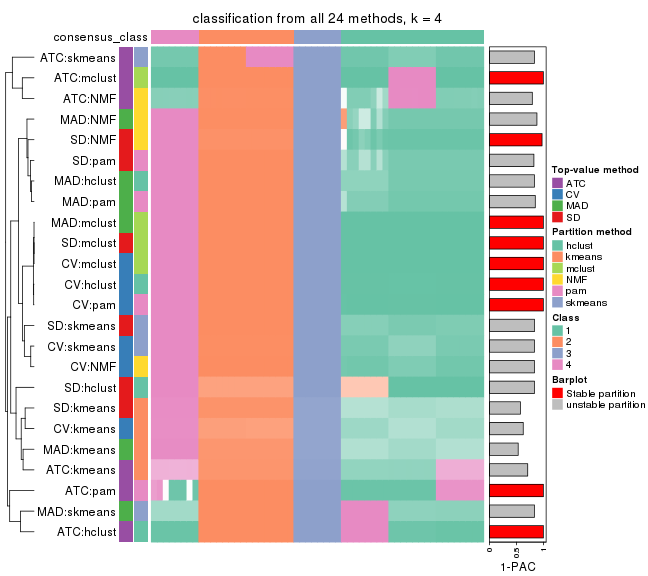 classification from all 24 methods, k = 4
consensus_class
ATC:skmeans
ATC:mclust
ATC:NMF
MAD:NMF
SD:NMF
SD:pam
MAD:hclust
MAD:pam
MAD:mclust
SD:mclust
CV:mclust
CV:hclust
CV:pam
SD:skmeans
CV:skmeans
CV:NMF
SD:hclust
SD:kmeans
CV:kmeans
MAD:kmeans
ATC:kmeans
ATC:pam
MAD:skmeans
ATC:hclust
0
0.5
1
1-PAC
Top-value method
ATC
CV
MAD
SD
Partition method
hclust
kmeans
mclust
NMF
pam
skmeans
Class
1
2
3
4
Barplot
Stable partition
unstable partition